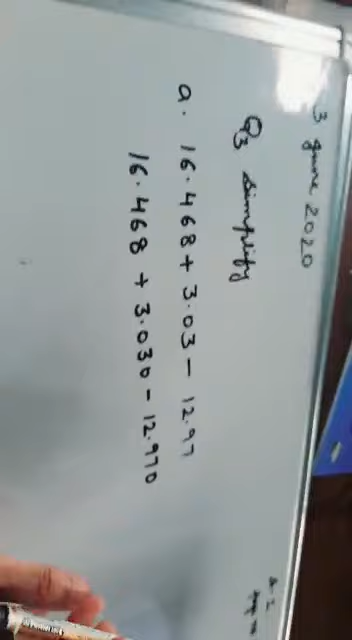 3 June 2020
Q3 Simplify
a. 16.468 + 3.03 - 12.97
16.468 + 3.030 - 12.970